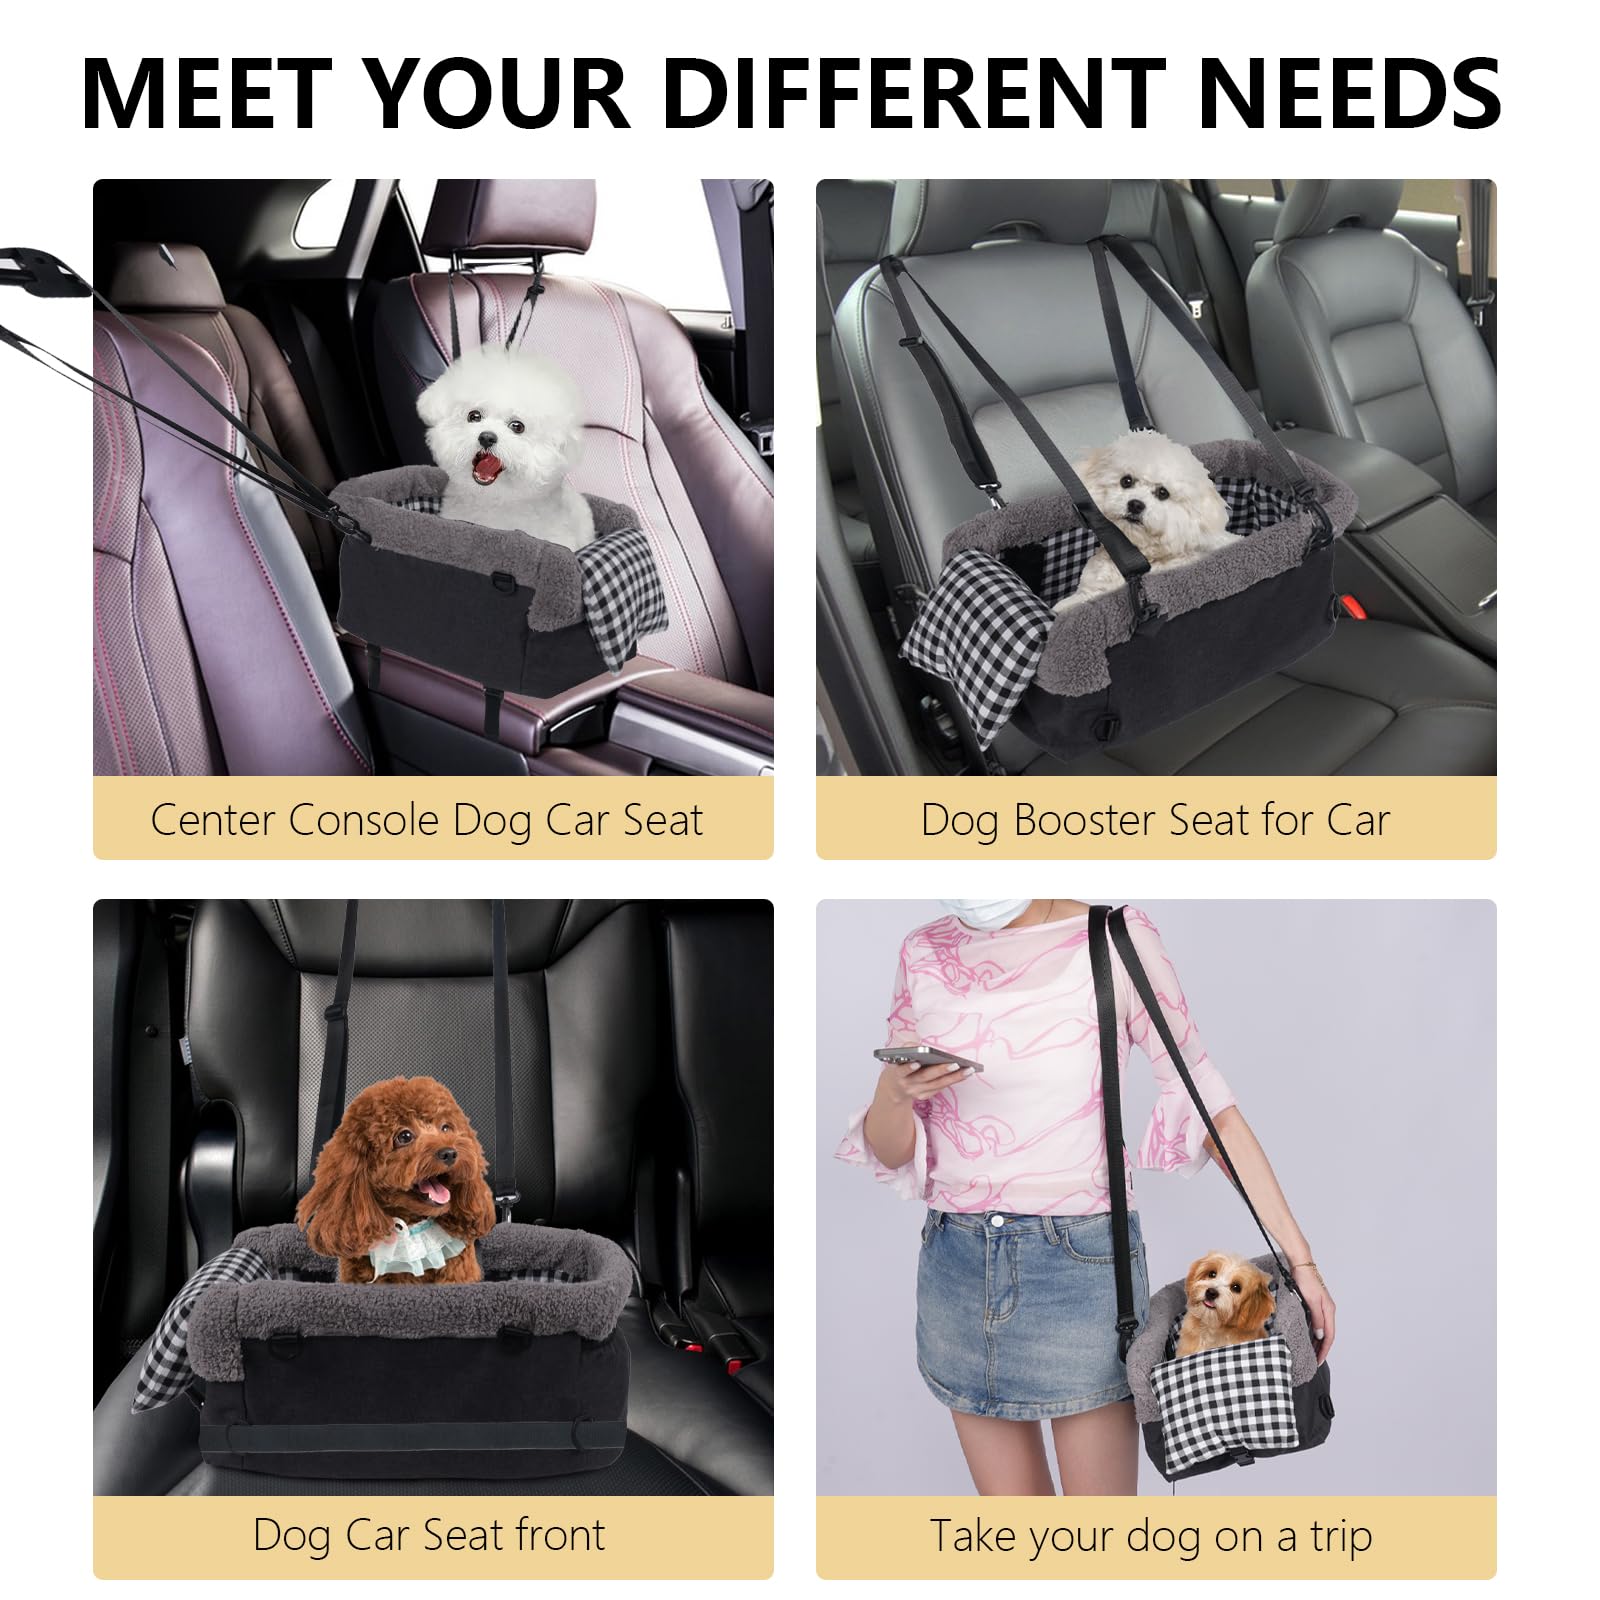 MEET YOUR DIFFERENT NEEDS
Center Console Dog Car Seat
Dog Booster Seat for Car
Dog Car Seat front
Take your dog on a trip